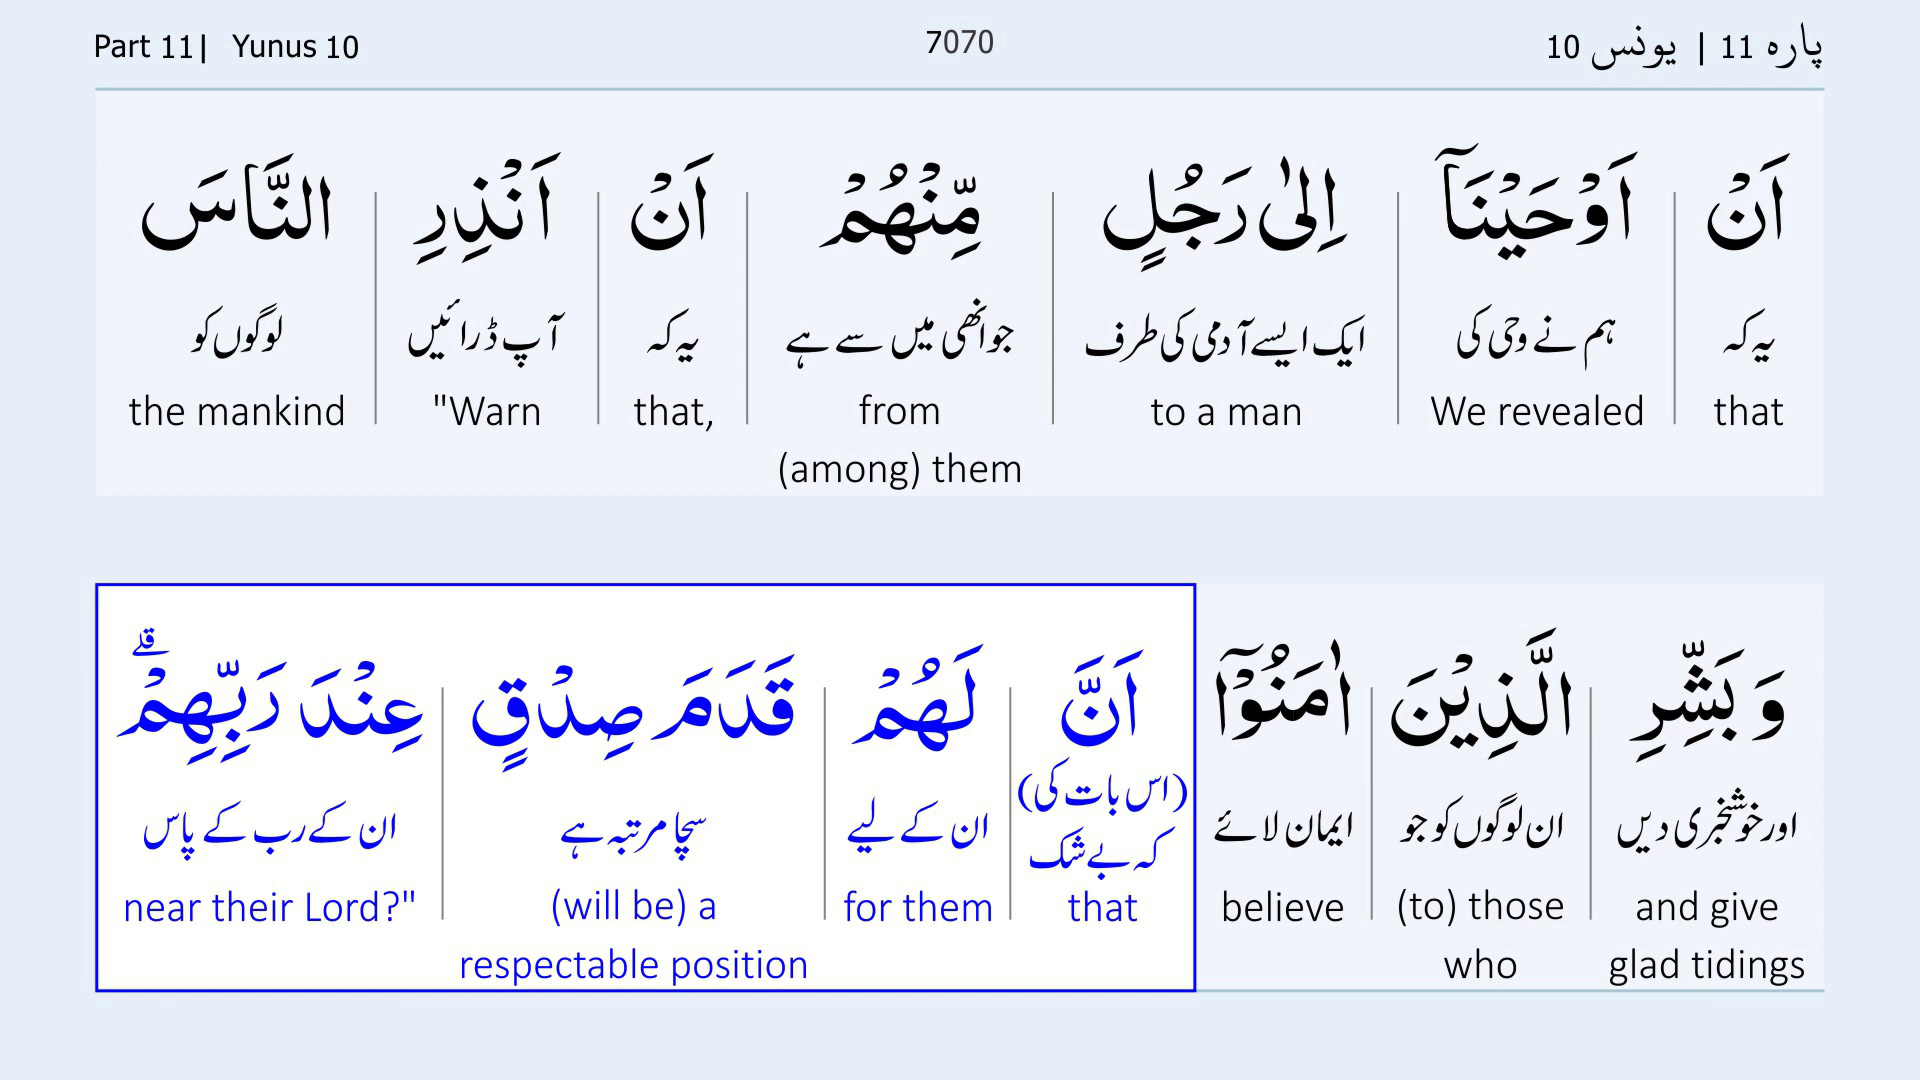 Part 11| Yunus 10 7070 پاره 11 | یونس 10
اَنْ اَوْحَیْنَاۤ اِلٰی رَجُلٍ مِّنْهُمْ اَنْ اَنْذِرِ النَّاسَ
یہ کہ ہم نے وحی کی ایک ایسے آدمی کی طرف جو انھی میں سے ہے یہ کہ آپ ڈرائیں لوگوں کو
that We revealed to a man from that, "Warn the mankind
(among) them
وَ بَشِّرِ الَّذِیْنَ اٰمَنُوْۤا اَنَّ لَهُمْ قَدَمَ صِدْقٍ عِنْدَ رَبِّهِمْ ؔۗ
اور خوشخبری دیں ان لوگوں کو جو ایمان لائے (اس بات کی) ان کے لیے سچا مرتبہ ہے ان کے رب کے پاس
کہ بے شک
and give (to) those believe that for them (will be) a near their Lord?"
glad tidings who respectable position